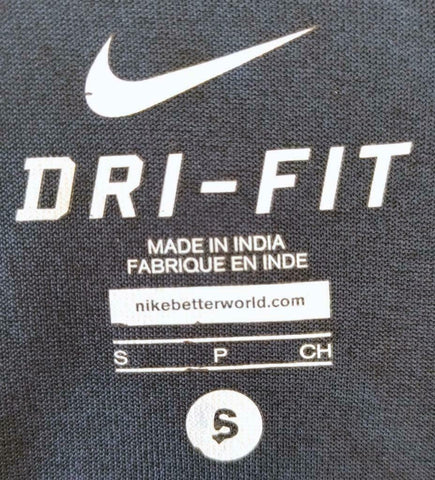 DRI-FIT
MADE IN INDIA
FABRIQUE EN INDE
nikebetterworld.com
S P CH
S